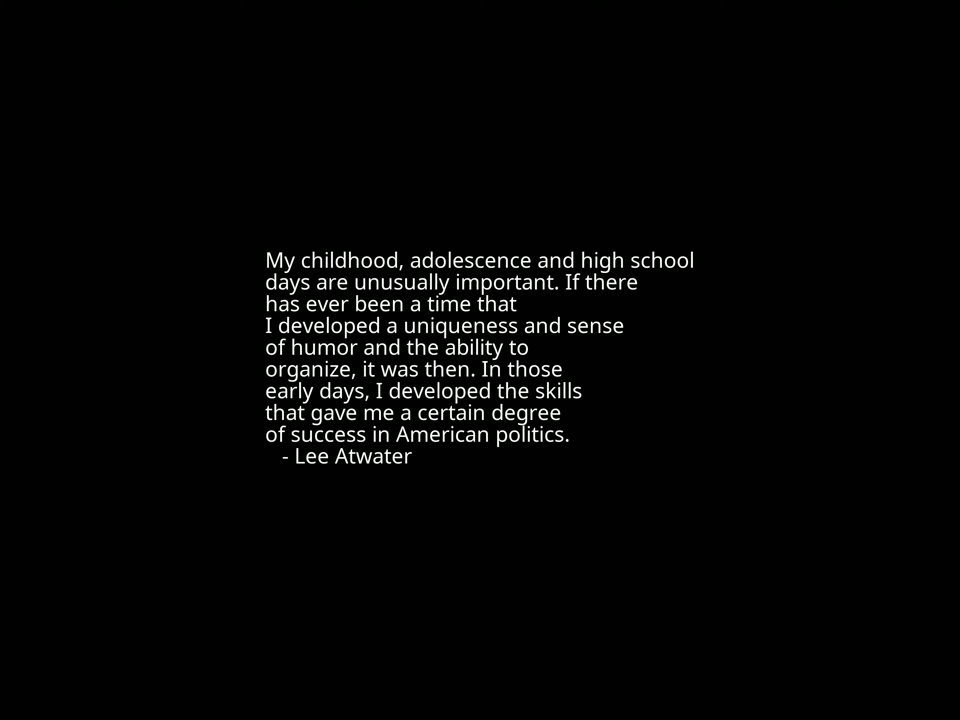 My childhood, adolescence and high school
days are unusually important. If there
has ever been a time that
I developed a uniqueness and sense
of humor and the ability to
organize, it was then. In those
early days, I developed the skills
that gave me a certain degree
of success in American politics.
- Lee Atwater